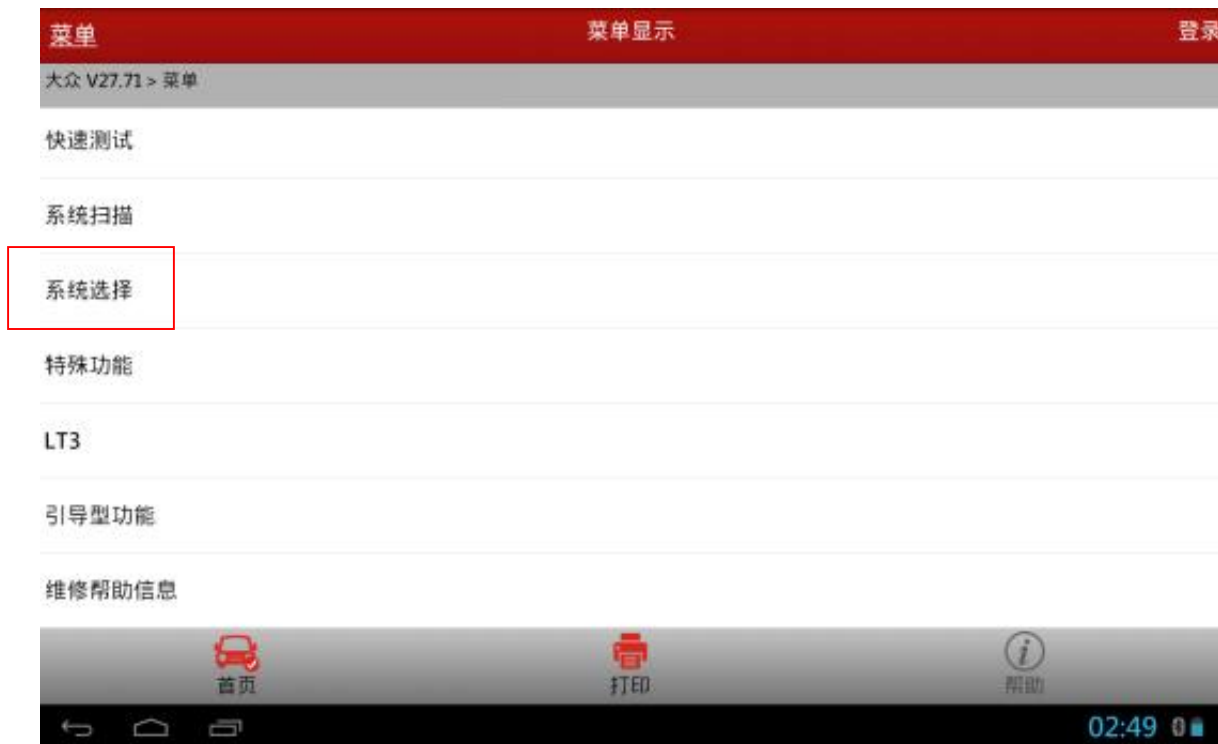 菜单 菜单显示 登录
大众 V27.71 > 菜单
快速测试
系统扫描
系统选择
特殊功能
LT3
引导型功能
维修帮助信息
首页 打印 帮助
02:49